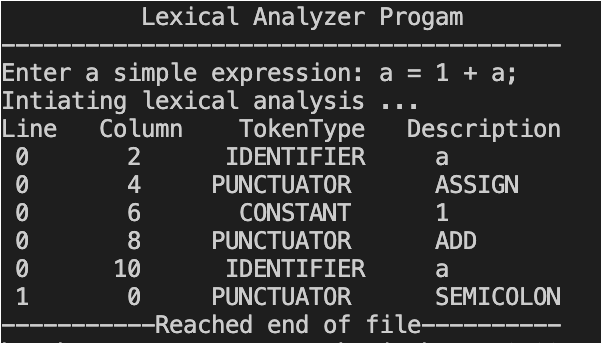 Lexical Analyzer Progam
----------------------------------------
Enter a simple expression: a = 1 + a;
Intiating lexical analysis ...
Line Column TokenType Description
0 2 IDENTIFIER a
0 4 PUNCTUATOR ASSIGN
0 6 CONSTANT 1
0 8 PUNCTUATOR ADD
0 10 IDENTIFIER a
1 0 PUNCTUATOR SEMICOLON
-----------Reached end of file----------